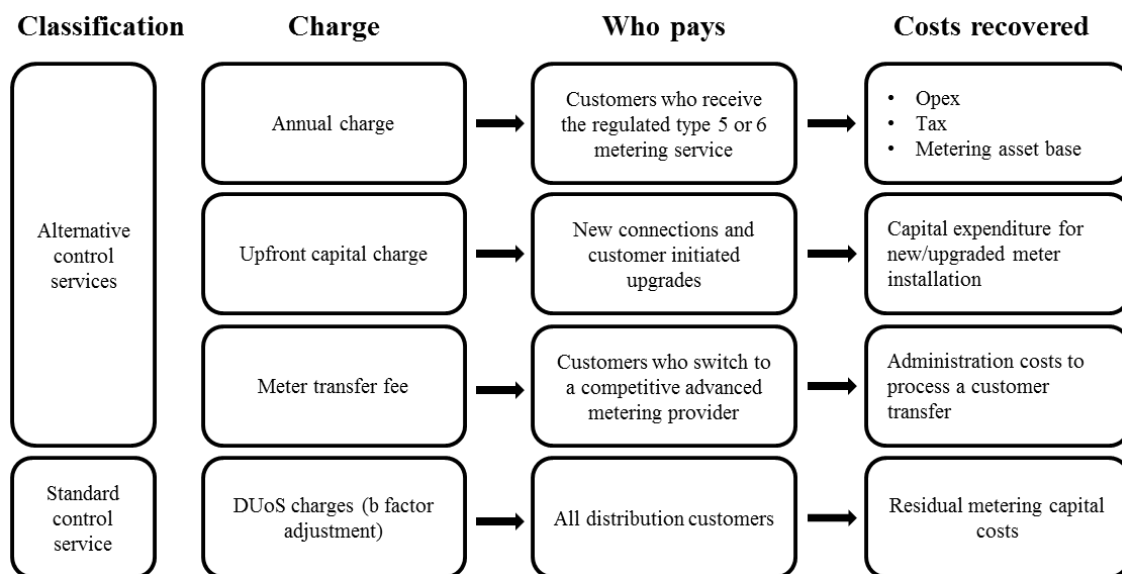 Classification
Charge
Who pays
Costs recovered
Alternative
control
services
Annual charge
Customers who receive
the regulated type 5 or 6
metering service
• Opex
• Tax
• Metering asset base
Upfront capital charge
New connections and
customer initiated
upgrades
Capital expenditure for
new/upgraded meter
installation
Meter transfer fee
Customers who switch to
a competitive advanced
metering provider
Administration costs to
process a customer
transfer
Standard
control
service
DUoS charges (b factor
adjustment)
All distribution customers
Residual metering capital
costs